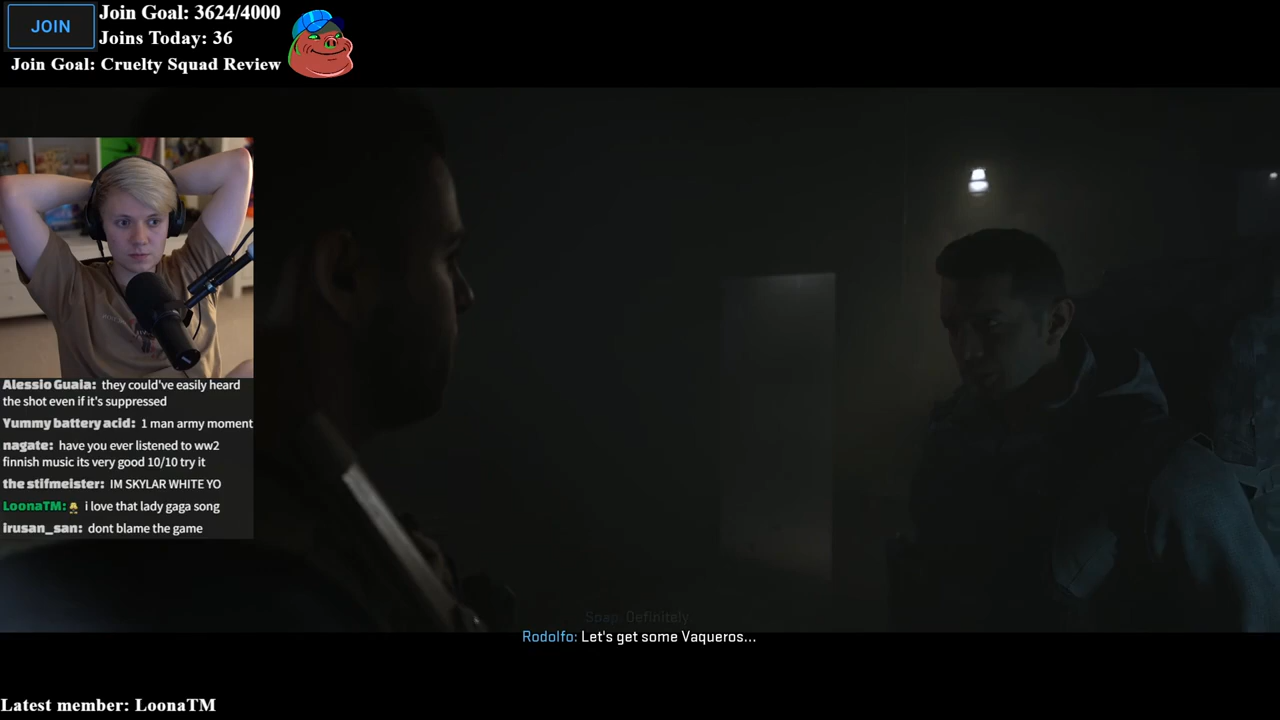 JOIN
Join Goal: 3624/4000
Joins Today: 36
Join Goal: Cruelty Squad Review
Alessio Guaia: they could've easily heard
the shot even if it's suppressed
Yummy battery acid: 1 man army moment
nagate: have you ever listened to ww2
finnish music its very good 10/10 try it
the stifmeister: IM SKYLAR WHITE YO
LoonaTM: i love that lady gaga song
irusan_san: dont blame the game
Soap: Definitely
Rodolfo: Let's get some Vaqueros...
Latest member: LoonaTM